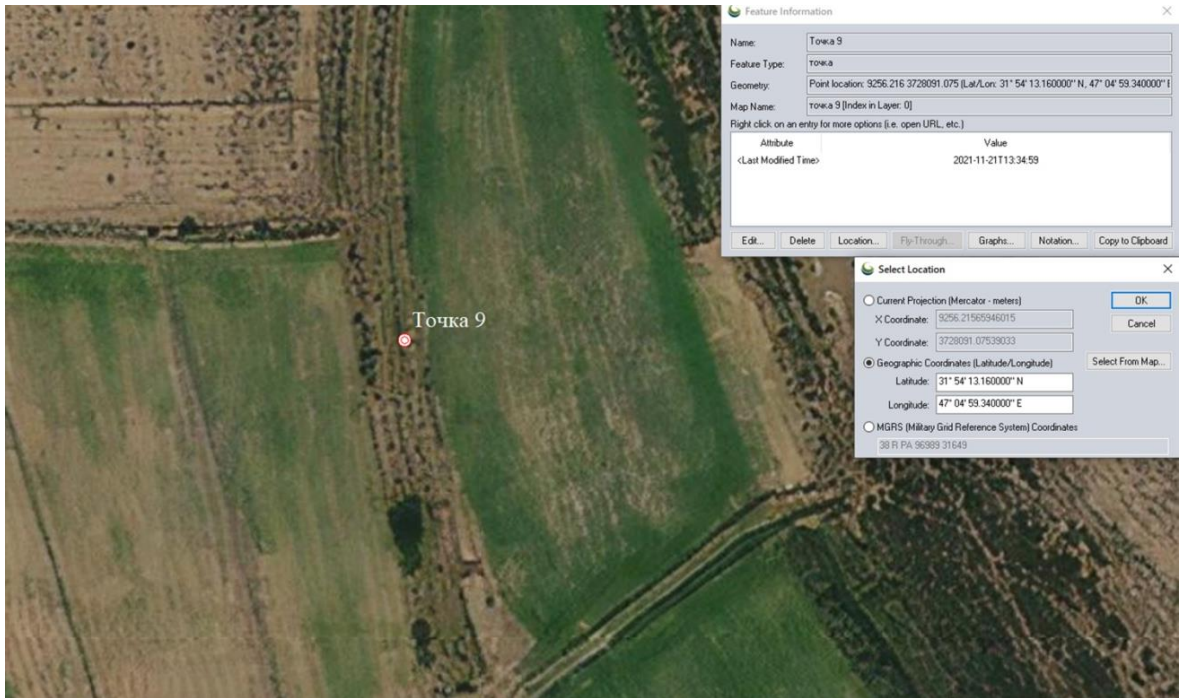 Feature Information
Name:
Точка 9
Feature Type:
точка
Geometry:
Point location: 9256.216 3728091.075 (Lat/Lon: 31° 54' 13.160000" N, 47° 04' 59.340000" E
Map Name:
точка 9 [Index in Layer: 0]
Right click on an entry for more options (i.e. open URL, etc.)
Attribute Value
<Last Modified Time> 2021-11-21T13:34:59
Edit... Delete Location... Fly-Through... Graphs... Notation... Copy to Clipboard
Select Location
Current Projection (Mercator - meters)
OK
X Coordinate: 9256.21565946015
Cancel
Y Coordinate: 3728091.07539033
Geographic Coordinates (Latitude/Longitude)
Select From Map...
Latitude: 31° 54' 13.160000" N
Longitude: 47° 04' 59.340000" E
MGRS (Military Grid Reference System) Coordinates
38 R PA 96989 31649
Точка 9